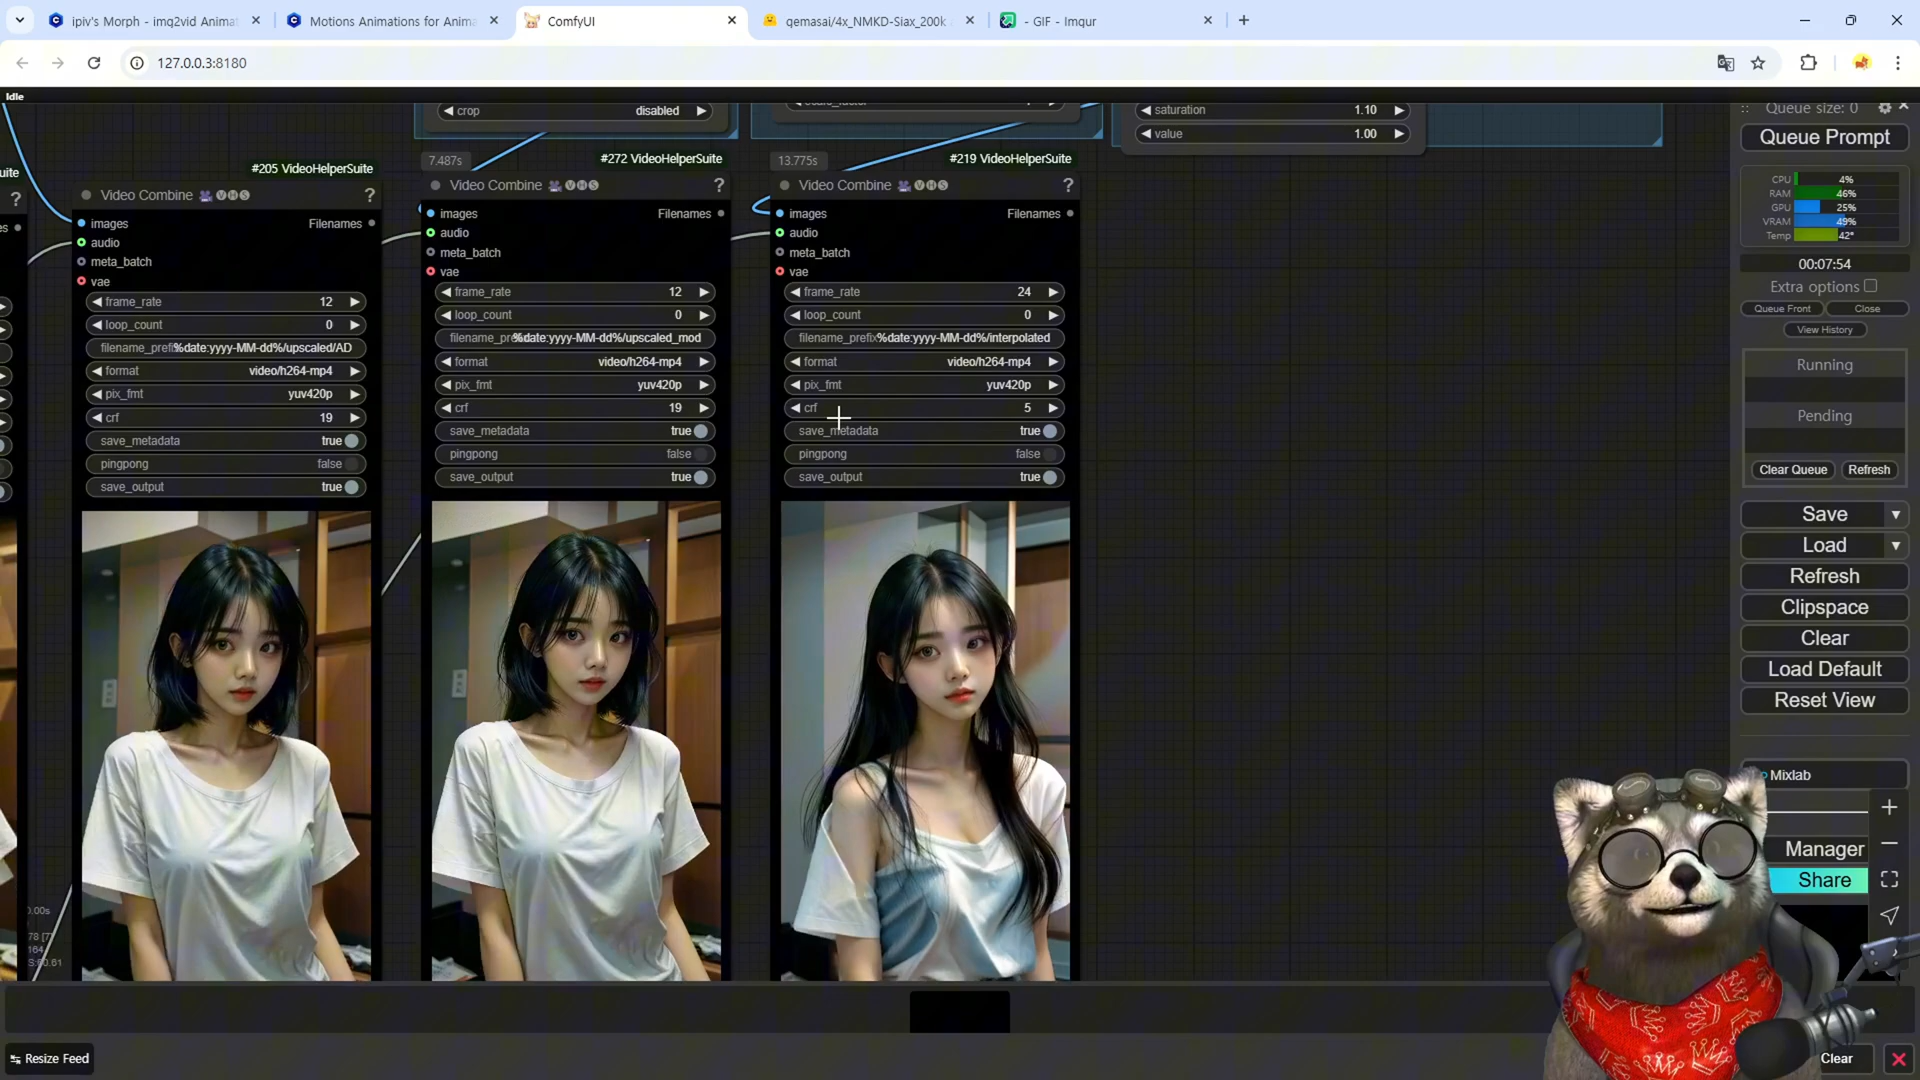 ipiv's Morph - img2vid Animat
Motions Animations for Anima
ComfyUI
qemasai/4x_NMKD-Siax_200k
- GIF - Imgur
127.0.0.3:8180
Idle
crop disabled
saturation 1.10
value 1.00
#205 VideoHelperSuite
Video Combine VHS ?
images Filenames
audio
meta_batch
vae
frame_rate 12
loop_count 0
filename_prefi%date:yyyy-MM-dd%/upscaled/AD
format video/h264-mp4
pix_fmt yuv420p
crf 19
save_metadata true
pingpong false
save_output true
7.487s
#272 VideoHelperSuite
Video Combine VHS ?
images Filenames
audio
meta_batch
vae
frame_rate 12
loop_count 0
filename_pre%date:yyyy-MM-dd%/upscaled_mod
format video/h264-mp4
pix_fmt yuv420p
crf 19
save_metadata true
pingpong false
save_output true
13.775s
#219 VideoHelperSuite
Video Combine VHS ?
images Filenames
audio
meta_batch
vae
frame_rate 24
loop_count 0
filename_prefix%date:yyyy-MM-dd%/interpolated
format video/h264-mp4
pix_fmt yuv420p
crf 5
save_metadata true
pingpong false
save_output true
Queue size: 0
Queue Prompt
CPU 4%
RAM 46%
GPU 25%
VRAM 49%
Temp 42°
00:07:54
Extra options
Queue Front
Close
View History
Running
Pending
Clear Queue
Refresh
Save
Load
Refresh
Clipspace
Clear
Load Default
Reset View
Mixlab
Manager
Share
Resize Feed
Clear